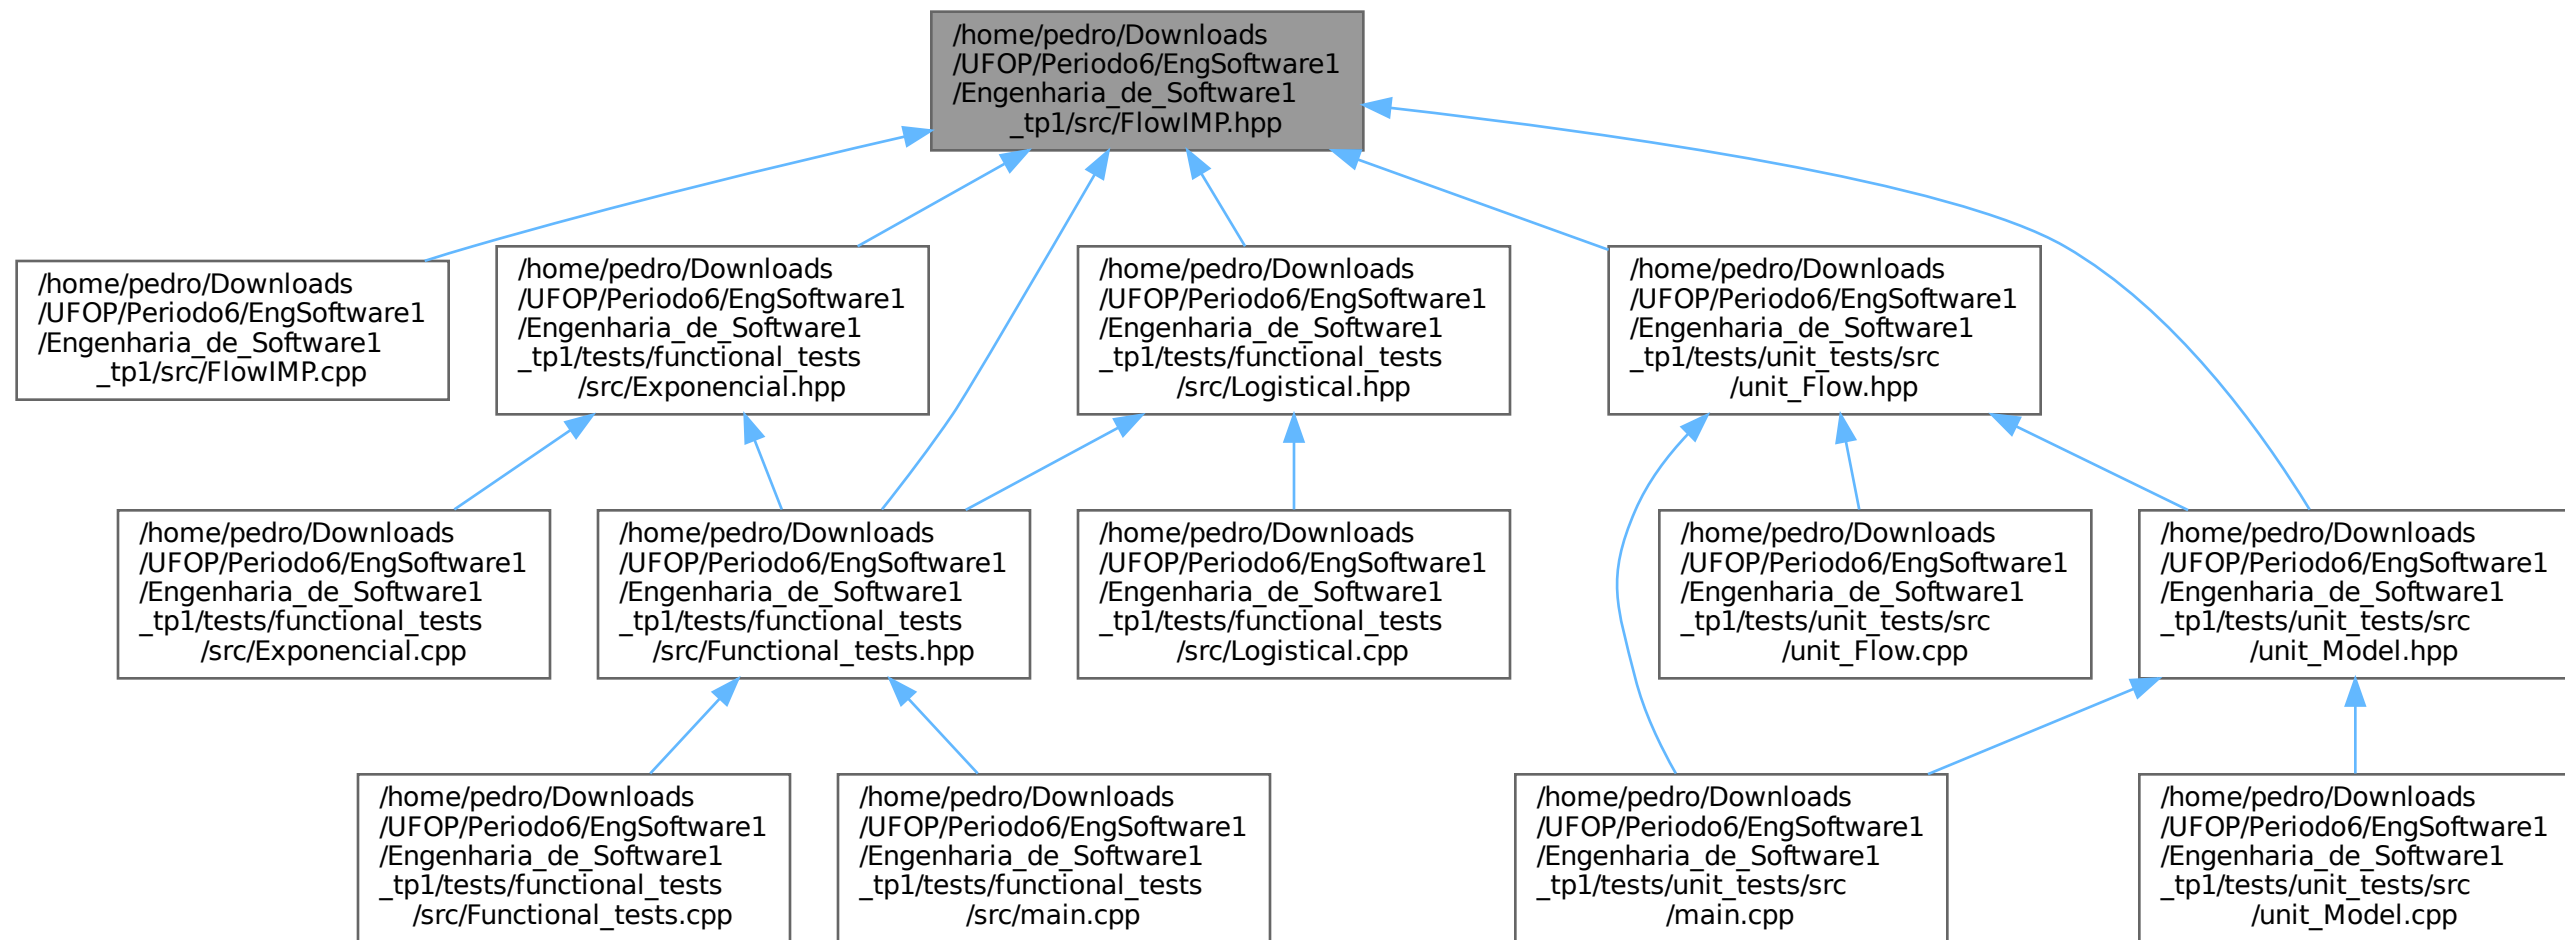 /home/pedro/Downloads
/UFOP/Periodo6/EngSoftware1
/Engenharia_de_Software1
_tp1/src/FlowIMP.hpp
/home/pedro/Downloads
/UFOP/Periodo6/EngSoftware1
/Engenharia_de_Software1
_tp1/src/FlowIMP.cpp
/home/pedro/Downloads
/UFOP/Periodo6/EngSoftware1
/Engenharia_de_Software1
_tp1/tests/functional_tests
/src/Exponencial.hpp
/home/pedro/Downloads
/UFOP/Periodo6/EngSoftware1
/Engenharia_de_Software1
_tp1/tests/functional_tests
/src/Logistical.hpp
/home/pedro/Downloads
/UFOP/Periodo6/EngSoftware1
/Engenharia_de_Software1
_tp1/tests/unit_tests/src
/unit_Flow.hpp
/home/pedro/Downloads
/UFOP/Periodo6/EngSoftware1
/Engenharia_de_Software1
_tp1/tests/functional_tests
/src/Exponencial.cpp
/home/pedro/Downloads
/UFOP/Periodo6/EngSoftware1
/Engenharia_de_Software1
_tp1/tests/functional_tests
/src/Functional_tests.hpp
/home/pedro/Downloads
/UFOP/Periodo6/EngSoftware1
/Engenharia_de_Software1
_tp1/tests/functional_tests
/src/Logistical.cpp
/home/pedro/Downloads
/UFOP/Periodo6/EngSoftware1
/Engenharia_de_Software1
_tp1/tests/unit_tests/src
/unit_Flow.cpp
/home/pedro/Downloads
/UFOP/Periodo6/EngSoftware1
/Engenharia_de_Software1
_tp1/tests/unit_tests/src
/unit_Model.hpp
/home/pedro/Downloads
/UFOP/Periodo6/EngSoftware1
/Engenharia_de_Software1
_tp1/tests/functional_tests
/src/Functional_tests.cpp
/home/pedro/Downloads
/UFOP/Periodo6/EngSoftware1
/Engenharia_de_Software1
_tp1/tests/functional_tests
/src/main.cpp
/home/pedro/Downloads
/UFOP/Periodo6/EngSoftware1
/Engenharia_de_Software1
_tp1/tests/unit_tests/src
/main.cpp
/home/pedro/Downloads
/UFOP/Periodo6/EngSoftware1
/Engenharia_de_Software1
_tp1/tests/unit_tests/src
/unit_Model.cpp